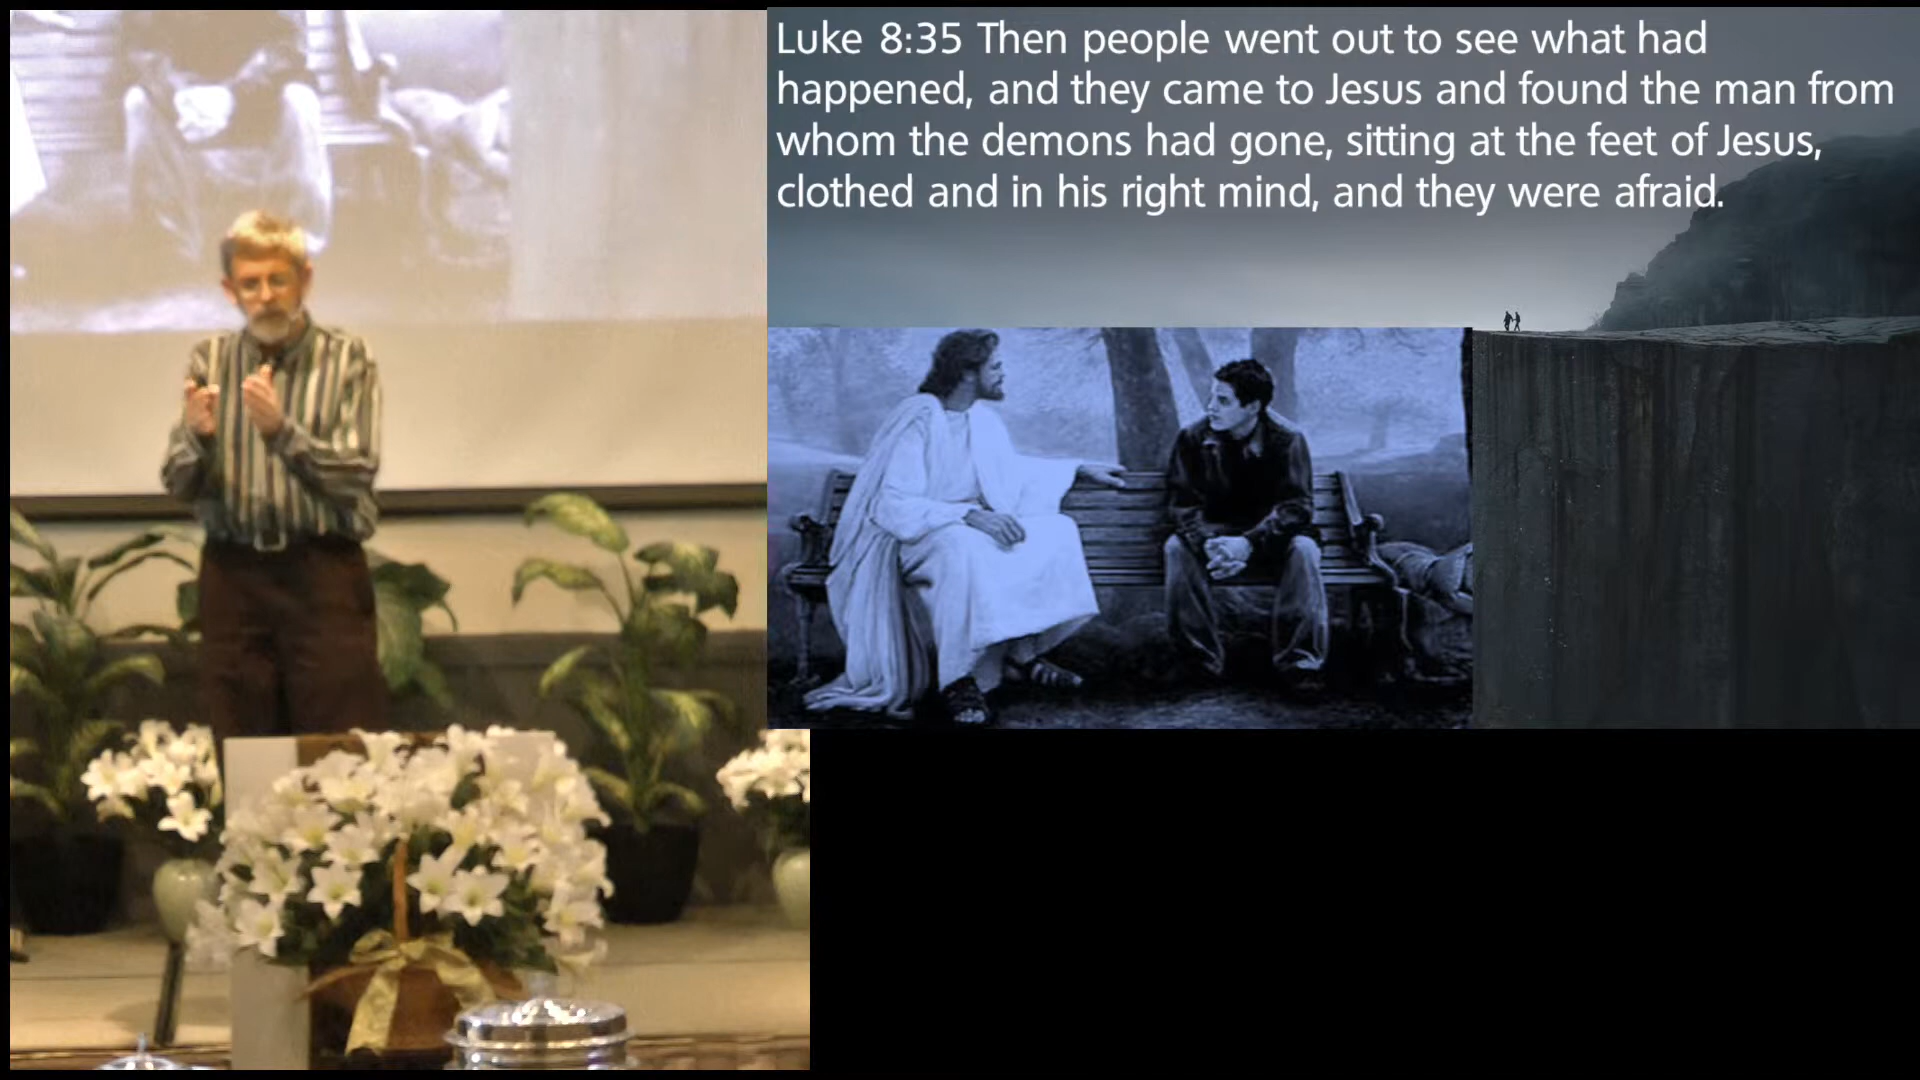 Luke 8:35 Then people went out to see what had
happened, and they came to Jesus and found the man from
whom the demons had gone, sitting at the feet of Jesus,
clothed and in his right mind, and they were afraid.